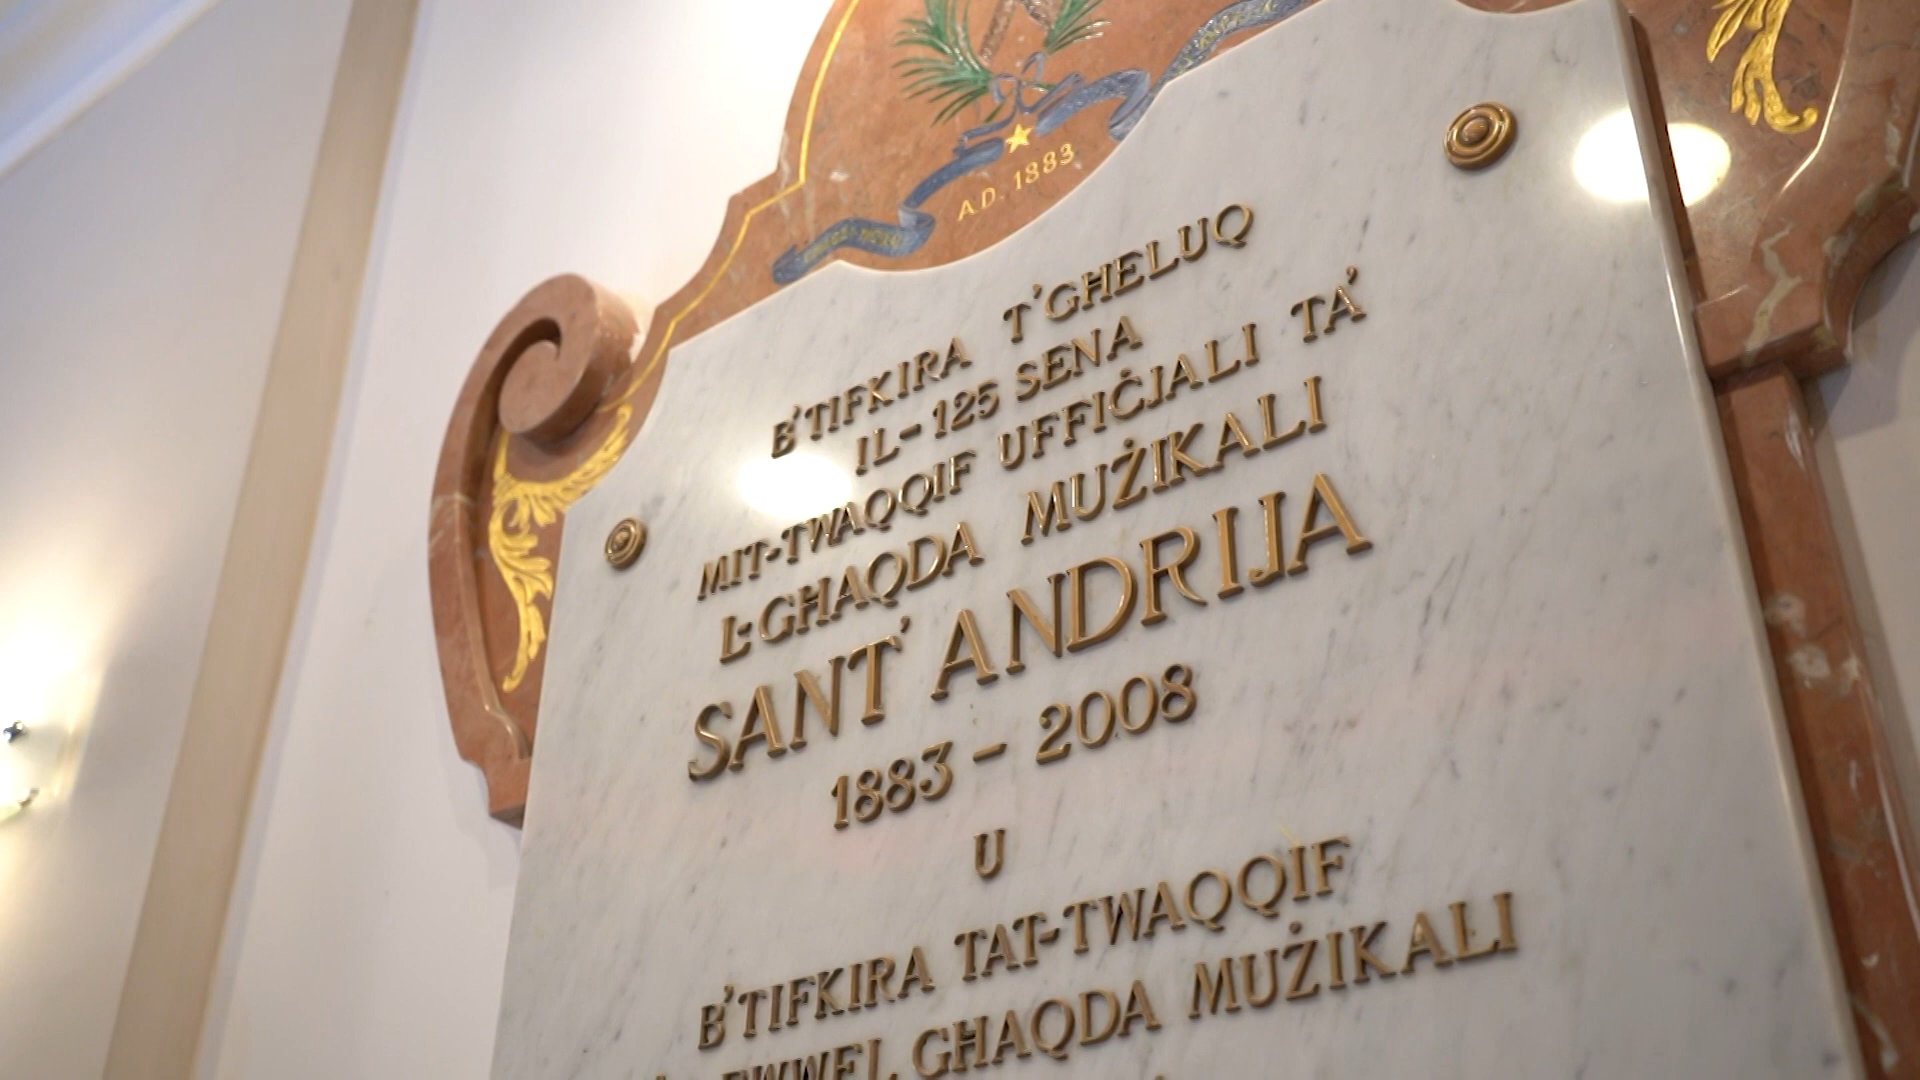 A.D. 1883
B'TIFKIRA T'GĦELUQ
IL-125 SENA
MIT-TWAQQIF UFFIĊJALI TA'
L-GĦAQDA MUŻIKALI
SANT' ANDRIJA
1883 - 2008
U
B'TIFKIRA TAT-TWAQQIF
EWWEL GĦAQDA MUŻIKALI